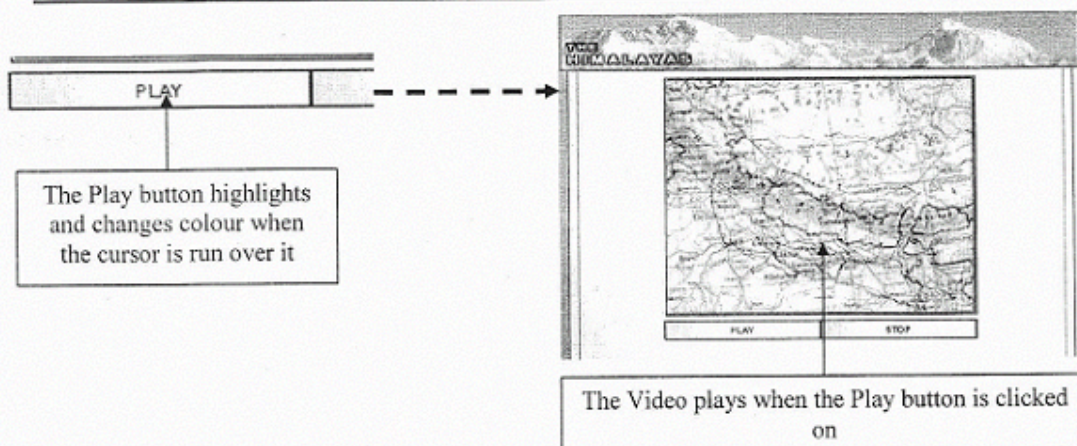 THE
HIMALAYAS
PLAY
The Play button highlights
and changes colour when
the cursor is run over it
PLAY STOP
The Video plays when the Play button is clicked
on